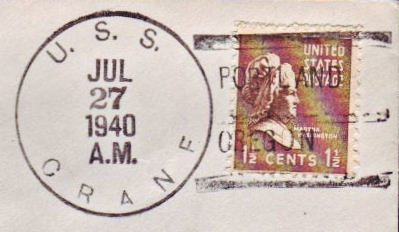 U. S. S.
JUL
27
1940
A.M.
CRANE
PORTLAND
OREGON
UNITED
STATES
POSTAGE
MARTHA
WASHINGTON
1½ CENTS 1½